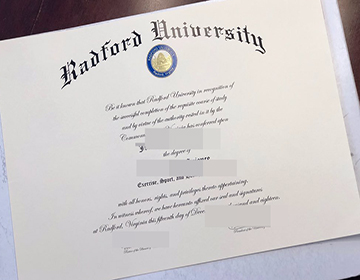 Radford University
Be it known that Radford University in recognition of
the successful completion of the requisite course of study
and by virtue of the authority vested in it by the
has conferred upon
the degree of
Exercise, Sport, and
with all honors, rights, and privileges thereto appertaining.
In witness whereof, we have hereunto affixed our seal and signatures
at Radford, Virginia this fifteenth day of and eighteen.